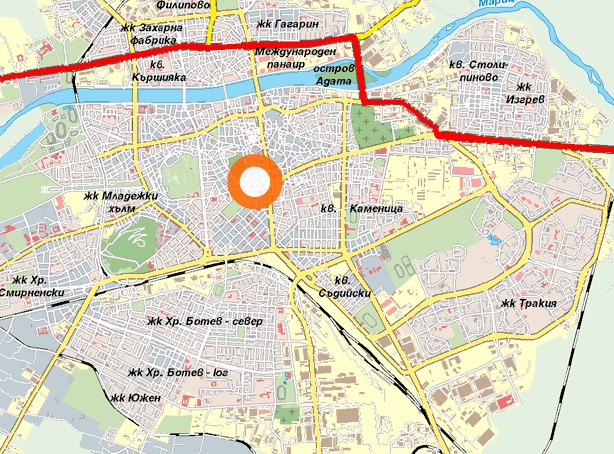 Филипово
жк Гагарин
жк Захарна
фабрика
Марица
Международен
панаир
кв.
Кършияка
остров
Адата
кв. Столи-
пиново
жк
Изгрев
жк Младежки
хълм
кв. Каменица
жк Хр.
Смирненски
кв.
Съдийски
жк Тракия
жк Хр. Ботев - север
жк Хр. Ботев - юг
жк Южен